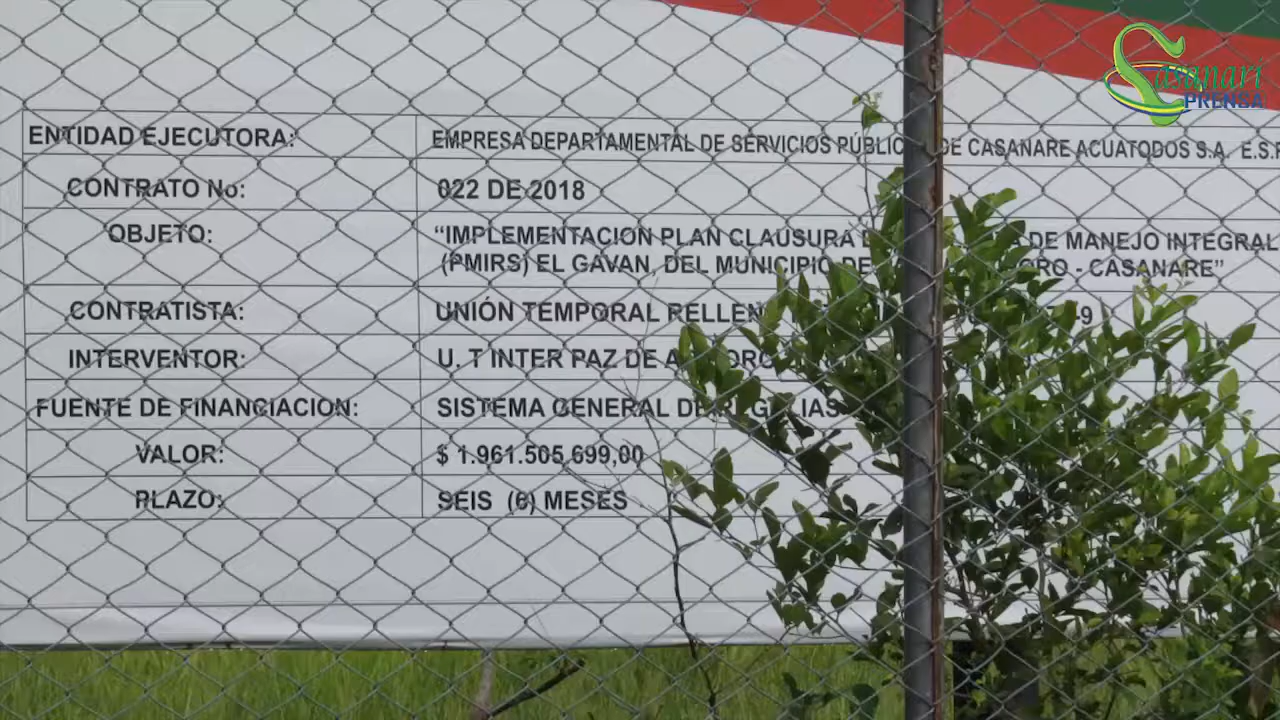 Casanare
PRENSA
ENTIDAD EJECUTORA: EMPRESA DEPARTAMENTAL DE SERVICIOS DE CASANARE ACUATODOS S.A. E.S.P
CONTRATO No: 022 DE 2018
OBJETO: “IMPLEMENTACION PLAN CLAUSURA DE MANEJO INTEGRAL
(PMIRS) EL GAVAN DEL MUNICIPIO DE - CASANARE”
CONTRATISTA: UNIÓN TEMPORAL
INTERVENTOR: U. T INTER PAZ DE
FUENTE DE FINANCIACION: SISTEMA GENERAL DE REGALIAS
VALOR: $ 1.961.505.699,00
PLAZO: SEIS (6) MESES